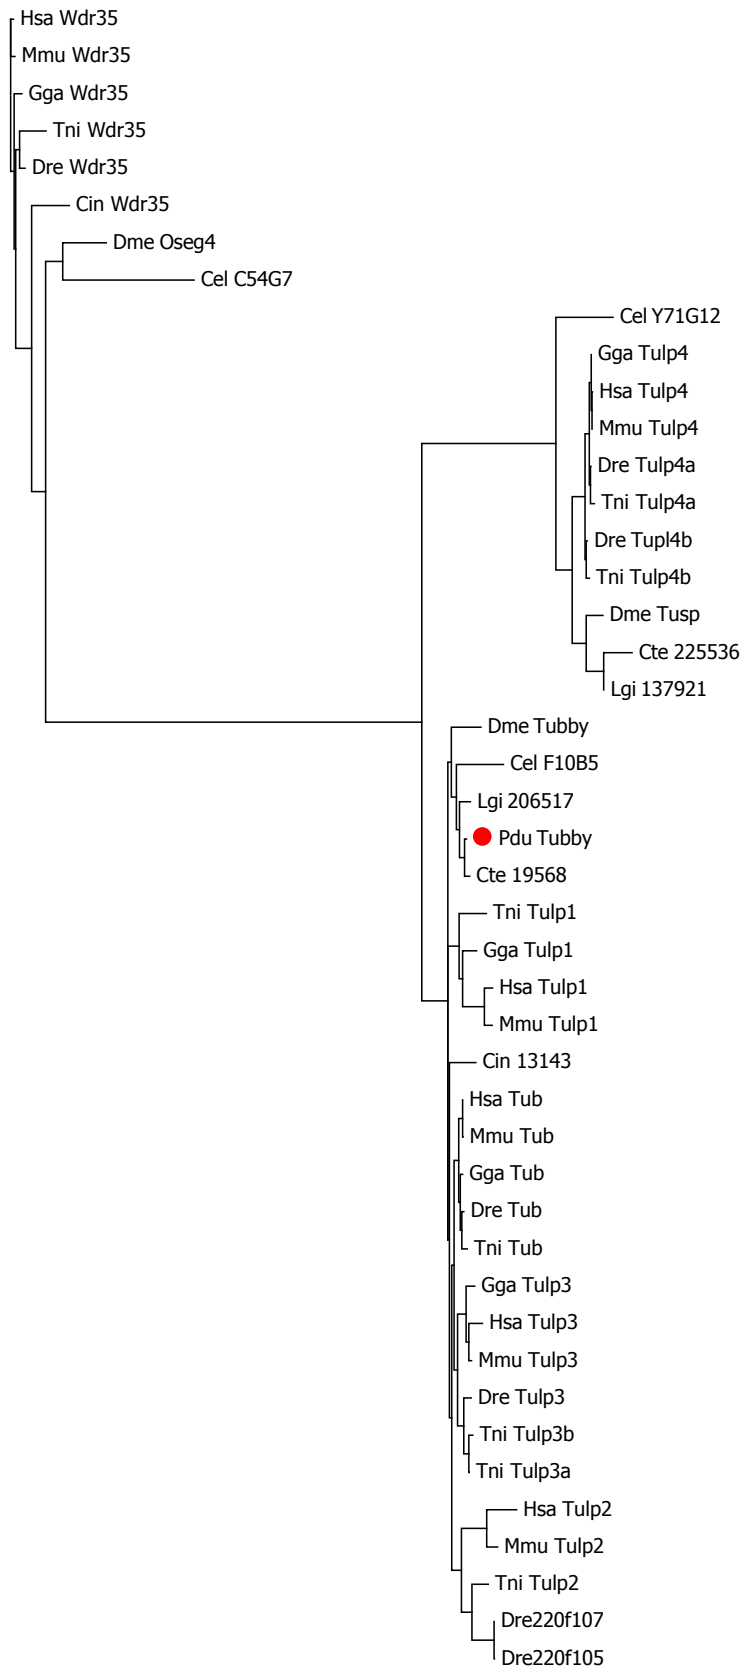 Hsa Wdr35
Mmu Wdr35
Gga Wdr35
Tni Wdr35
Dre Wdr35
Cin Wdr35
Dme Oseg4
Cel C54G7
Cel Y71G12
Gga Tulp4
Hsa Tulp4
Mmu Tulp4
Dre Tulp4a
Tni Tulp4a
Dre Tupl4b
Tni Tulp4b
Dme Tusp
Cte 225536
Lgi 137921
Dme Tubby
Cel F10B5
Lgi 206517
Pdu Tubby
Cte 19568
Tni Tulp1
Gga Tulp1
Hsa Tulp1
Mmu Tulp1
Cin 13143
Hsa Tub
Mmu Tub
Gga Tub
Dre Tub
Tni Tub
Gga Tulp3
Hsa Tulp3
Mmu Tulp3
Dre Tulp3
Tni Tulp3b
Tni Tulp3a
Hsa Tulp2
Mmu Tulp2
Tni Tulp2
Dre220f107
Dre220f105